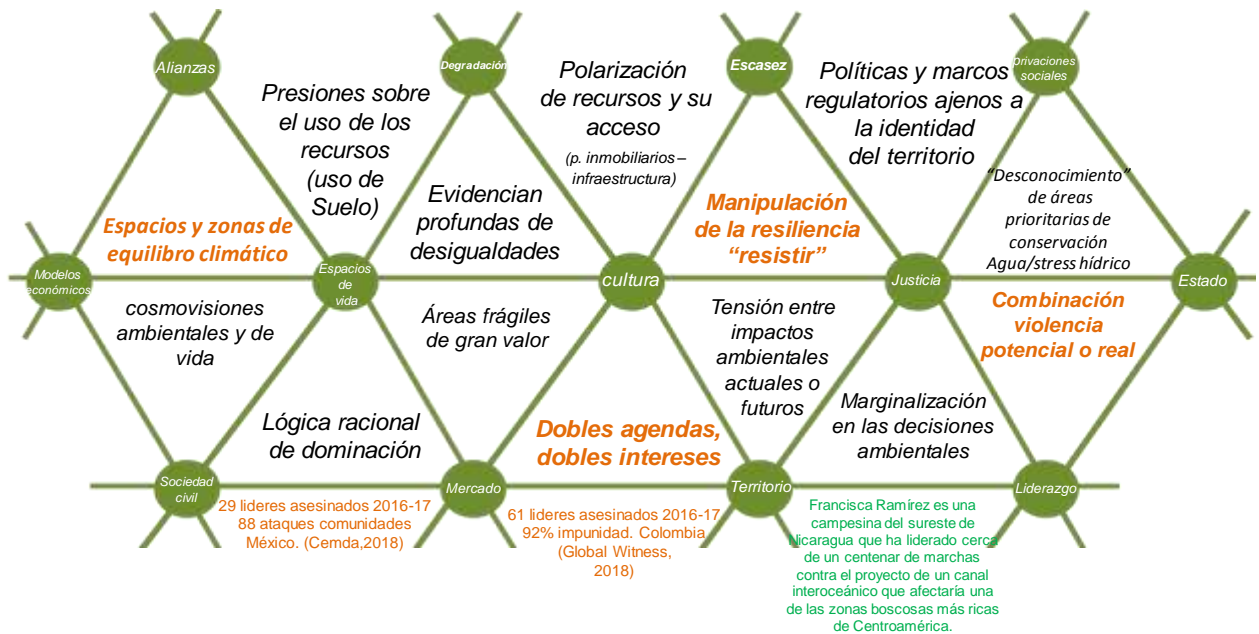 Alianzas
Degradación
Escasez
privaciones
sociales
Presiones sobre
el uso de los
recursos
(uso de
Suelo)
Polarización
de recursos y su
acceso
(p. inmobiliarios –
infraestructura)
Políticas y marcos
regulatorios ajenos a
la identidad
del territorio
Espacios y zonas de
equilibro climático
Evidencian
profundas de
desigualdades
Manipulación
de la resiliencia
“resistir”
“Desconocimiento”
de áreas
prioritarias de
conservación
Agua/stress hídrico
Modelos
económicos
Espacios
de
vida
cultura
Justicia
Estado
cosmovisiones
ambientales y de
vida
Áreas frágiles
de gran valor
Tensión entre
impactos
ambientales
actuales o
futuros
Combinación
violencia
potencial o real
Lógica racional
de dominación
Dobles agendas,
dobles intereses
Marginalización
en las decisiones
ambientales
Sociedad
civil
Mercado
Territorio
Liderazgo
29 lideres asesinados 2016-17
88 ataques comunidades
México. (Cemda,2018)
61 lideres asesinados 2016-17
92% impunidad. Colombia
(Global Witness,
2018)
Francisca Ramírez es una
campesina del sureste de
Nicaragua que ha liderado cerca
de un centenar de marchas
contra el proyecto de un canal
interoceánico que afectaría una
de las zonas boscosas más ricas
de Centroamérica.